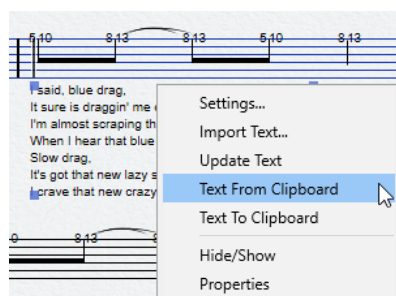 5 10 8 13 8 13 5 10 8 13
I said, blue drag,
It sure is draggin' me
I'm almost scraping th
When I hear that blue
Slow drag,
It's got that new lazy s
I crave that new crazy
Settings...
Import Text...
Update Text
Text From Clipboard
Text To Clipboard
Hide/Show
Properties
0 8 13